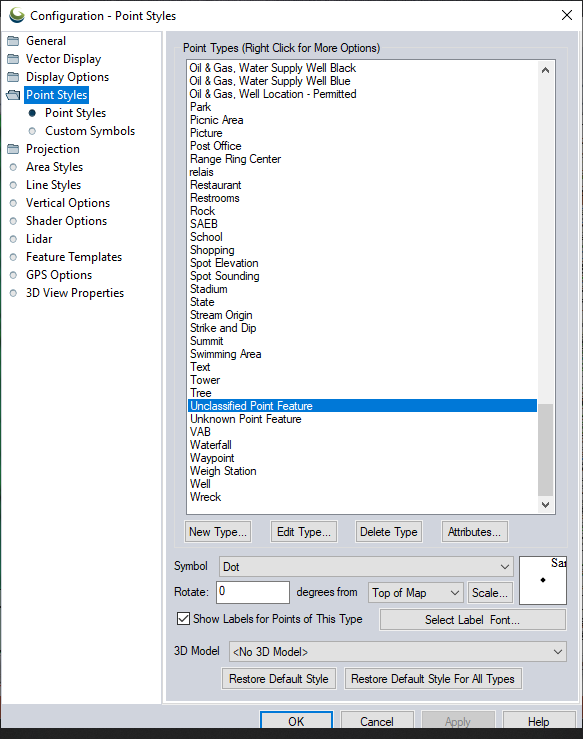 Configuration - Point Styles
General
Vector Display
Display Options
Point Styles
Point Styles
Custom Symbols
Projection
Area Styles
Line Styles
Vertical Options
Shader Options
Lidar
Feature Templates
GPS Options
3D View Properties
Point Types (Right Click for More Options)
Oil & Gas, Water Supply Well Black
Oil & Gas, Water Supply Well Blue
Oil & Gas, Well Location - Permitted
Park
Picnic Area
Picture
Post Office
Range Ring Center
relais
Restaurant
Restrooms
Rock
SAEB
School
Shopping
Spot Elevation
Spot Sounding
Stadium
State
Stream Origin
Strike and Dip
Summit
Swimming Area
Text
Tower
Tree
Unclassified Point Feature
Unknown Point Feature
VAB
Waterfall
Waypoint
Weigh Station
Well
Wreck
New Type... Edit Type... Delete Type Attributes...
Symbol Dot Sar
Rotate: 0 degrees from Top of Map Scale...
Show Labels for Points of This Type Select Label Font...
3D Model <No 3D Model>
Restore Default Style Restore Default Style For All Types
OK Cancel Apply Help